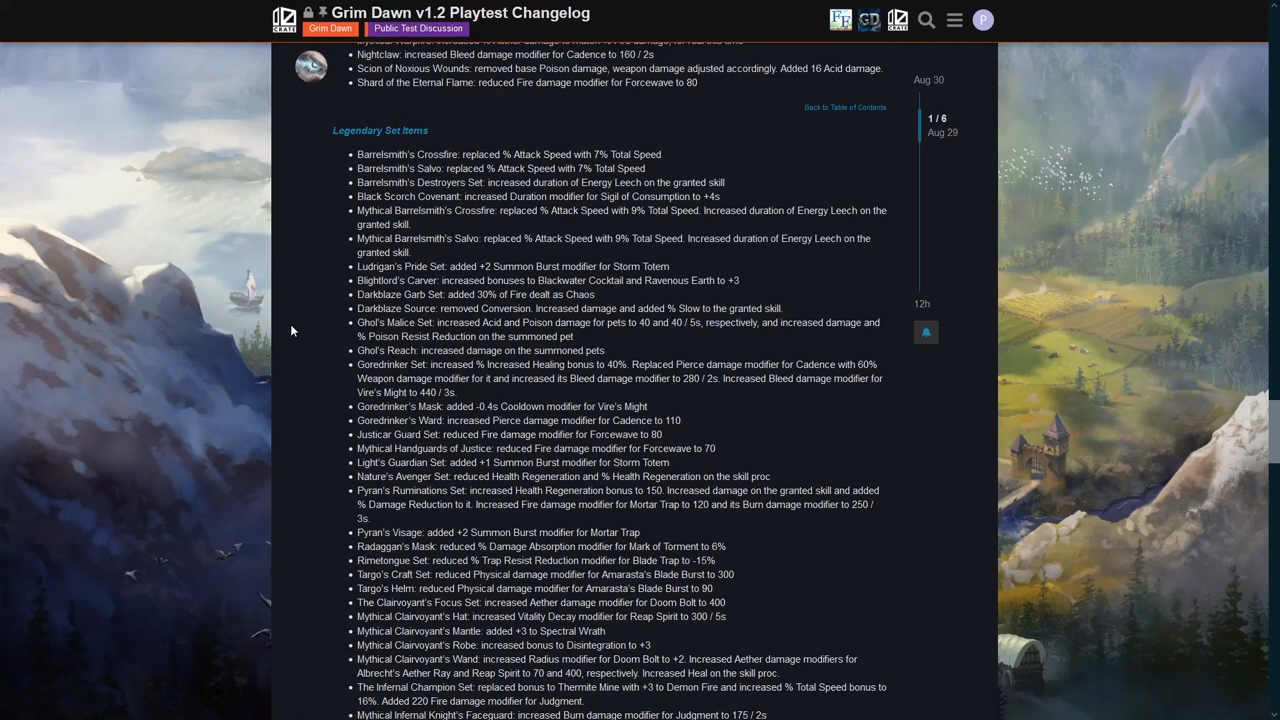 Grim Dawn v1.2 Playtest Changelog
CRATE
Grim Dawn
Public Test Discussion
FF
GD
CRATE
P
Nightclaw: increased Bleed damage modifier for Cadence to 160 / 2s
Scion of Noxious Wounds: removed base Poison damage, weapon damage adjusted accordingly. Added 16 Acid damage.
Shard of the Eternal Flame: reduced Fire damage modifier for Forcewave to 80
Aug 30
Back to Table of Contents
1 / 6
Aug 29
Legendary Set Items
Barrelsmith's Crossfire: replaced % Attack Speed with 7% Total Speed
Barrelsmith's Salvo: replaced % Attack Speed with 7% Total Speed
Barrelsmith's Destroyers Set: increased duration of Energy Leech on the granted skill
Black Scorch Covenant: increased Duration modifier for Sigil of Consumption to +4s
Mythical Barrelsmith's Crossfire: replaced % Attack Speed with 9% Total Speed. Increased duration of Energy Leech on the
granted skill.
Mythical Barrelsmith's Salvo: replaced % Attack Speed with 9% Total Speed. Increased duration of Energy Leech on the
granted skill.
Ludrigan's Pride Set: added +2 Summon Burst modifier for Storm Totem
Blightlord's Carver: increased bonuses to Blackwater Cocktail and Ravenous Earth to +3
Darkblaze Garb Set: added 30% of Fire dealt as Chaos
Darkblaze Source: removed Conversion. Increased damage and added % Slow to the granted skill.
12h
Ghol's Malice Set: increased Acid and Poison damage for pets to 40 and 40 / 5s, respectively, and increased damage and
% Poison Resist Reduction on the summoned pet
Ghol's Reach: increased damage on the summoned pets
Goredrinker Set: increased % Increased Healing bonus to 40%. Replaced Pierce damage modifier for Cadence with 60%
Weapon damage modifier for it and increased its Bleed damage modifier to 280 / 2s. Increased Bleed damage modifier for
Vire's Might to 440 / 3s.
Goredrinker's Mask: added -0.4s Cooldown modifier for Vire's Might
Goredrinker's Ward: increased Pierce damage modifier for Cadence to 110
Justicar Guard Set: reduced Fire damage modifier for Forcewave to 80
Mythical Handguards of Justice: reduced Fire damage modifier for Forcewave to 70
Light's Guardian Set: added +1 Summon Burst modifier for Storm Totem
Nature's Avenger Set: reduced Health Regeneration and % Health Regeneration on the skill proc
Pyran's Ruminations Set: increased Health Regeneration bonus to 150. Increased damage on the granted skill and added
% Damage Reduction to it. Increased Fire damage modifier for Mortar Trap to 120 and its Burn damage modifier to 250 /
3s.
Pyran's Visage: added +2 Summon Burst modifier for Mortar Trap
Radaggan's Mask: reduced % Damage Absorption modifier for Mark of Torment to 6%
Rimetongue Set: reduced % Trap Resist Reduction modifier for Blade Trap to -15%
Targo's Craft Set: reduced Physical damage modifier for Amarasta's Blade Burst to 300
Targo's Helm: reduced Physical damage modifier for Amarasta's Blade Burst to 90
The Clairvoyant's Focus Set: increased Aether damage modifier for Doom Bolt to 400
Mythical Clairvoyant's Hat: increased Vitality Decay modifier for Reap Spirit to 300 / 5s
Mythical Clairvoyant's Mantle: added +3 to Spectral Wrath
Mythical Clairvoyant's Robe: increased bonus to Disintegration to +3
Mythical Clairvoyant's Wand: increased Radius modifier for Doom Bolt to +2. Increased Aether damage modifiers for
Albrecht's Aether Ray and Reap Spirit to 70 and 400, respectively. Increased Heal on the skill proc.
The Infernal Champion Set: replaced bonus to Thermite Mine with +3 to Demon Fire and increased % Total Speed bonus to
16%. Added 220 Fire damage modifier for Judgment.
Mythical Infernal Knight's Faceguard: increased Burn damage modifier for Judgment to 175 / 2s